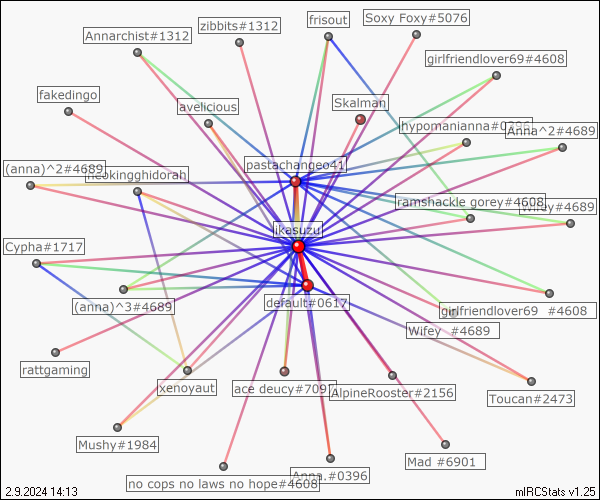 Soxy Foxy#5076
frisout
zibbits#1312
Annarchist#1312
girlfriendlover69#4608
fakedingo
avelicious
Skalman
hypomanianna#0396
Anna^2#4689
pastachangeo41
(anna)^2#4689
neokingghidorah
ramshackle gorey#4608
Wifey#4689
ikasuzu
Cypha#1717
(anna)^3#4689
default#0617
girlfriendlover69 #4608
Wifey #4689
rattgaming
xenoyaut
ace deucy#7097
AlpineRooster#2156
Toucan#2473
Mushy#1984
Mad #6901
Anna.#0396
no cops no laws no hope#4608
2.9.2024 14:13
mIRCStats v1.25